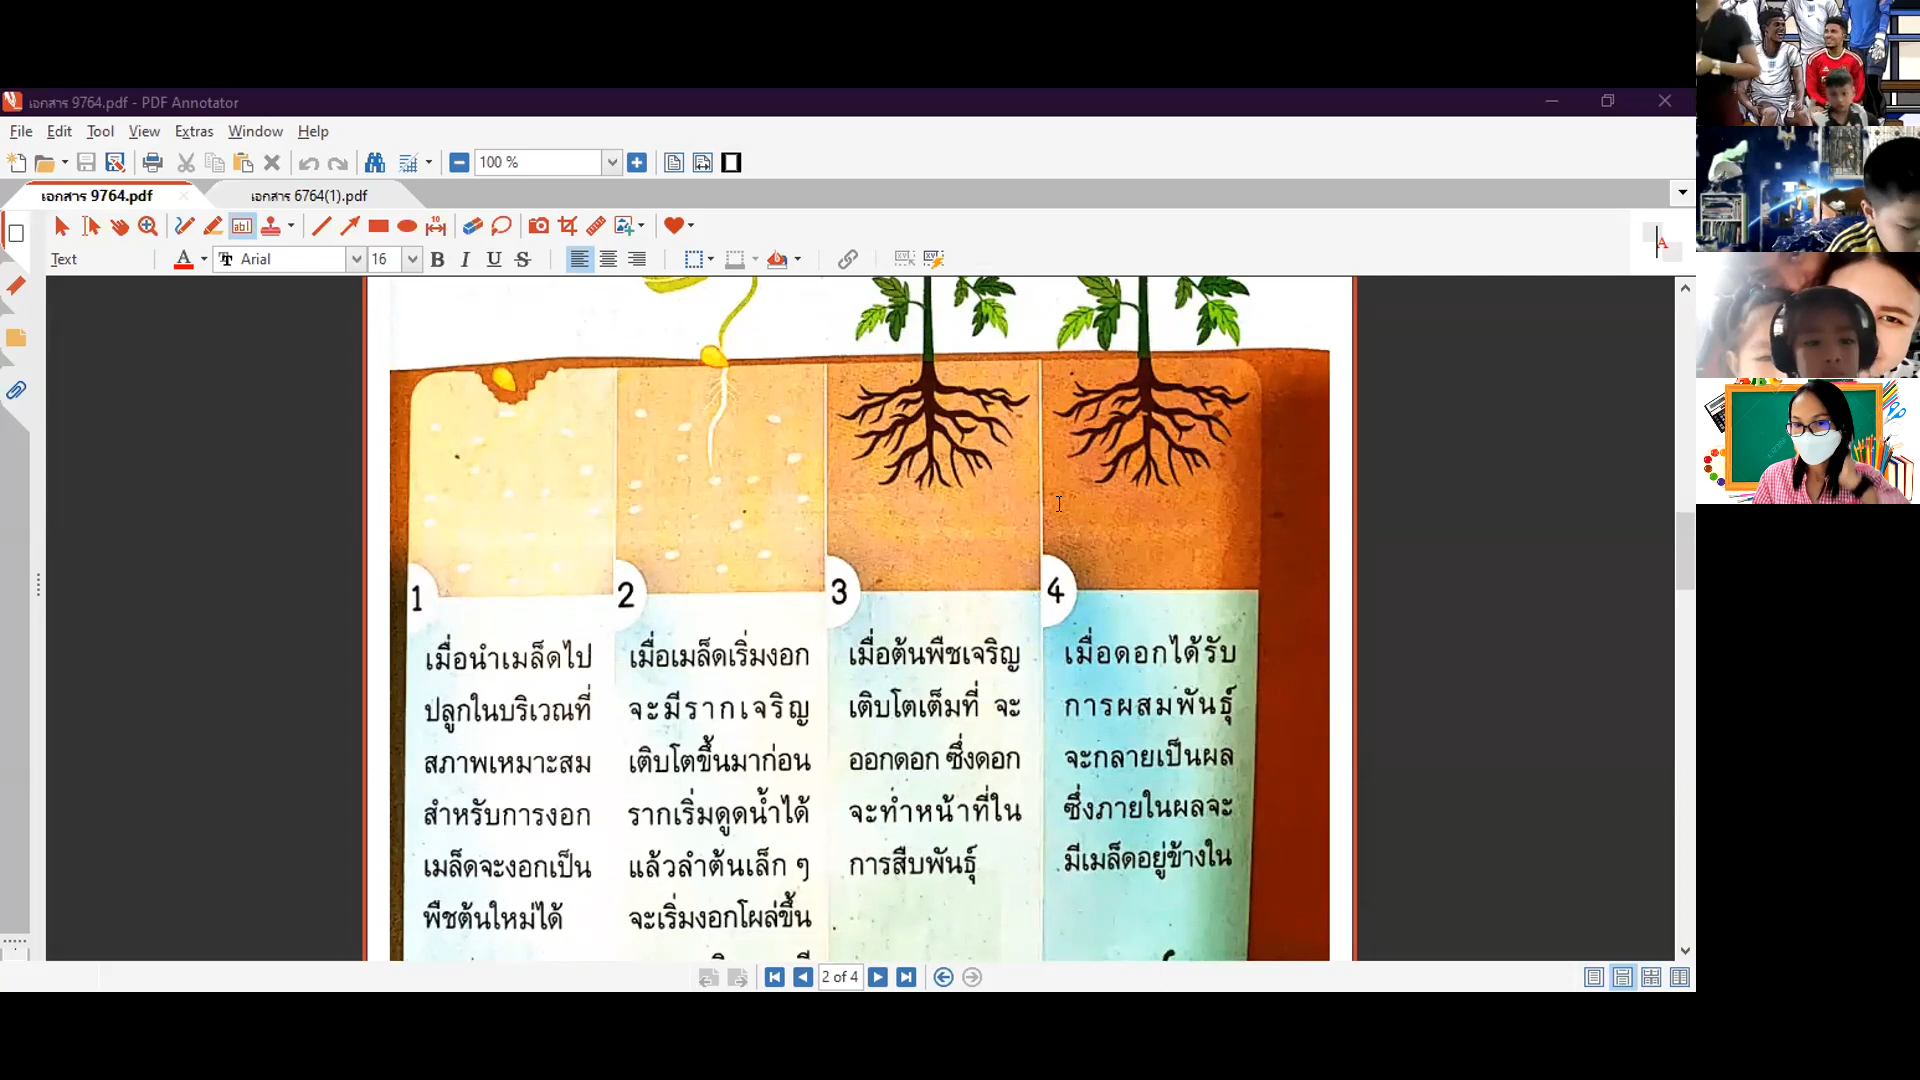 เอกสาร 9764.pdf - PDF Annotator
File Edit Tool View Extras Window Help
100 %
เอกสาร 9764.pdf
เอกสาร 6764(1).pdf
Text
Arial
16
1
เมื่อนำเมล็ดไป
ปลูกในบริเวณที่
สภาพเหมาะสม
สำหรับการงอก
เมล็ดจะงอกเป็น
พืชต้นใหม่ได้
2
เมื่อเมล็ดเริ่มงอก
จะมีรากเจริญ
เติบโตขึ้นมาก่อน
รากเริ่มดูดน้ำได้
แล้วลำต้นเล็ก ๆ
จะเริ่มงอกโผล่ขึ้น
3
เมื่อต้นพืชเจริญ
เติบโตเต็มที่ จะ
ออกดอก ซึ่งดอก
จะทำหน้าที่ใน
การสืบพันธุ์
4
เมื่อดอกได้รับ
การผสมพันธุ์
จะกลายเป็นผล
ซึ่งภายในผลจะ
มีเมล็ดอยู่ข้างใน
2 of 4